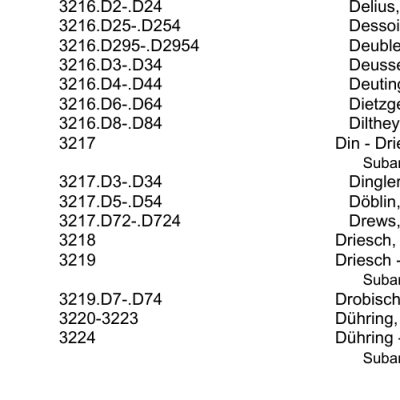 3216.D2-.D24 Delius,
3216.D25-.D254 Dessoi
3216.D295-.D2954 Deuble
3216.D3-.D34 Deusse
3216.D4-.D44 Deuting
3216.D6-.D64 Dietzge
3216.D8-.D84 Dilthey
3217 Din - Drie
Subar
3217.D3-.D34 Dingler
3217.D5-.D54 Döblin,
3217.D72-.D724 Drews,
3218 Driesch,
3219 Driesch -
Subar
3219.D7-.D74 Drobisch
3220-3223 Dühring,
3224 Dühring -
Subar